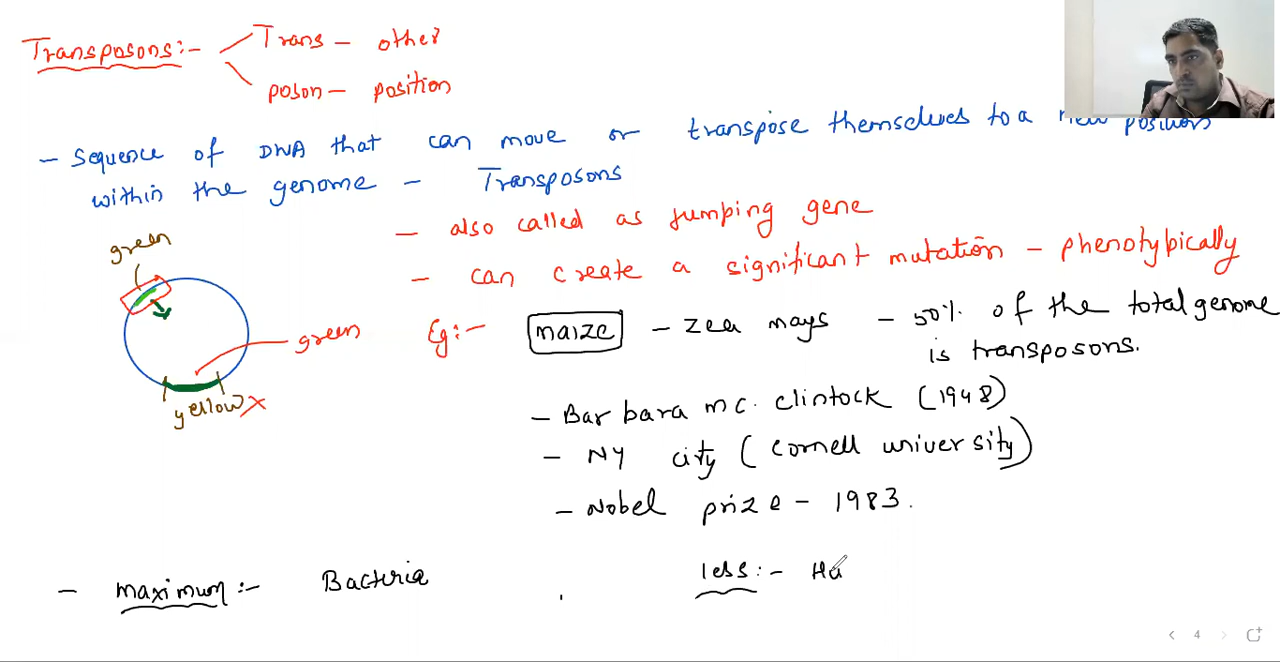 Transposons:- Trans - other
poson - position
- Sequence of DNA that can move or transpose themselves to a new position
within the genome - Transposons
- also called as Jumping gene
- can create a significant mutation - phenotypically
green
green
yellow X
Eg:- maize - zea mays - 50% of the total genome
is transposons.
- Barbara mc. clintock (1948)
- NY city (cornell university)
- Nobel prize - 1983.
- maximum:- Bacteria
less:- Hu
4